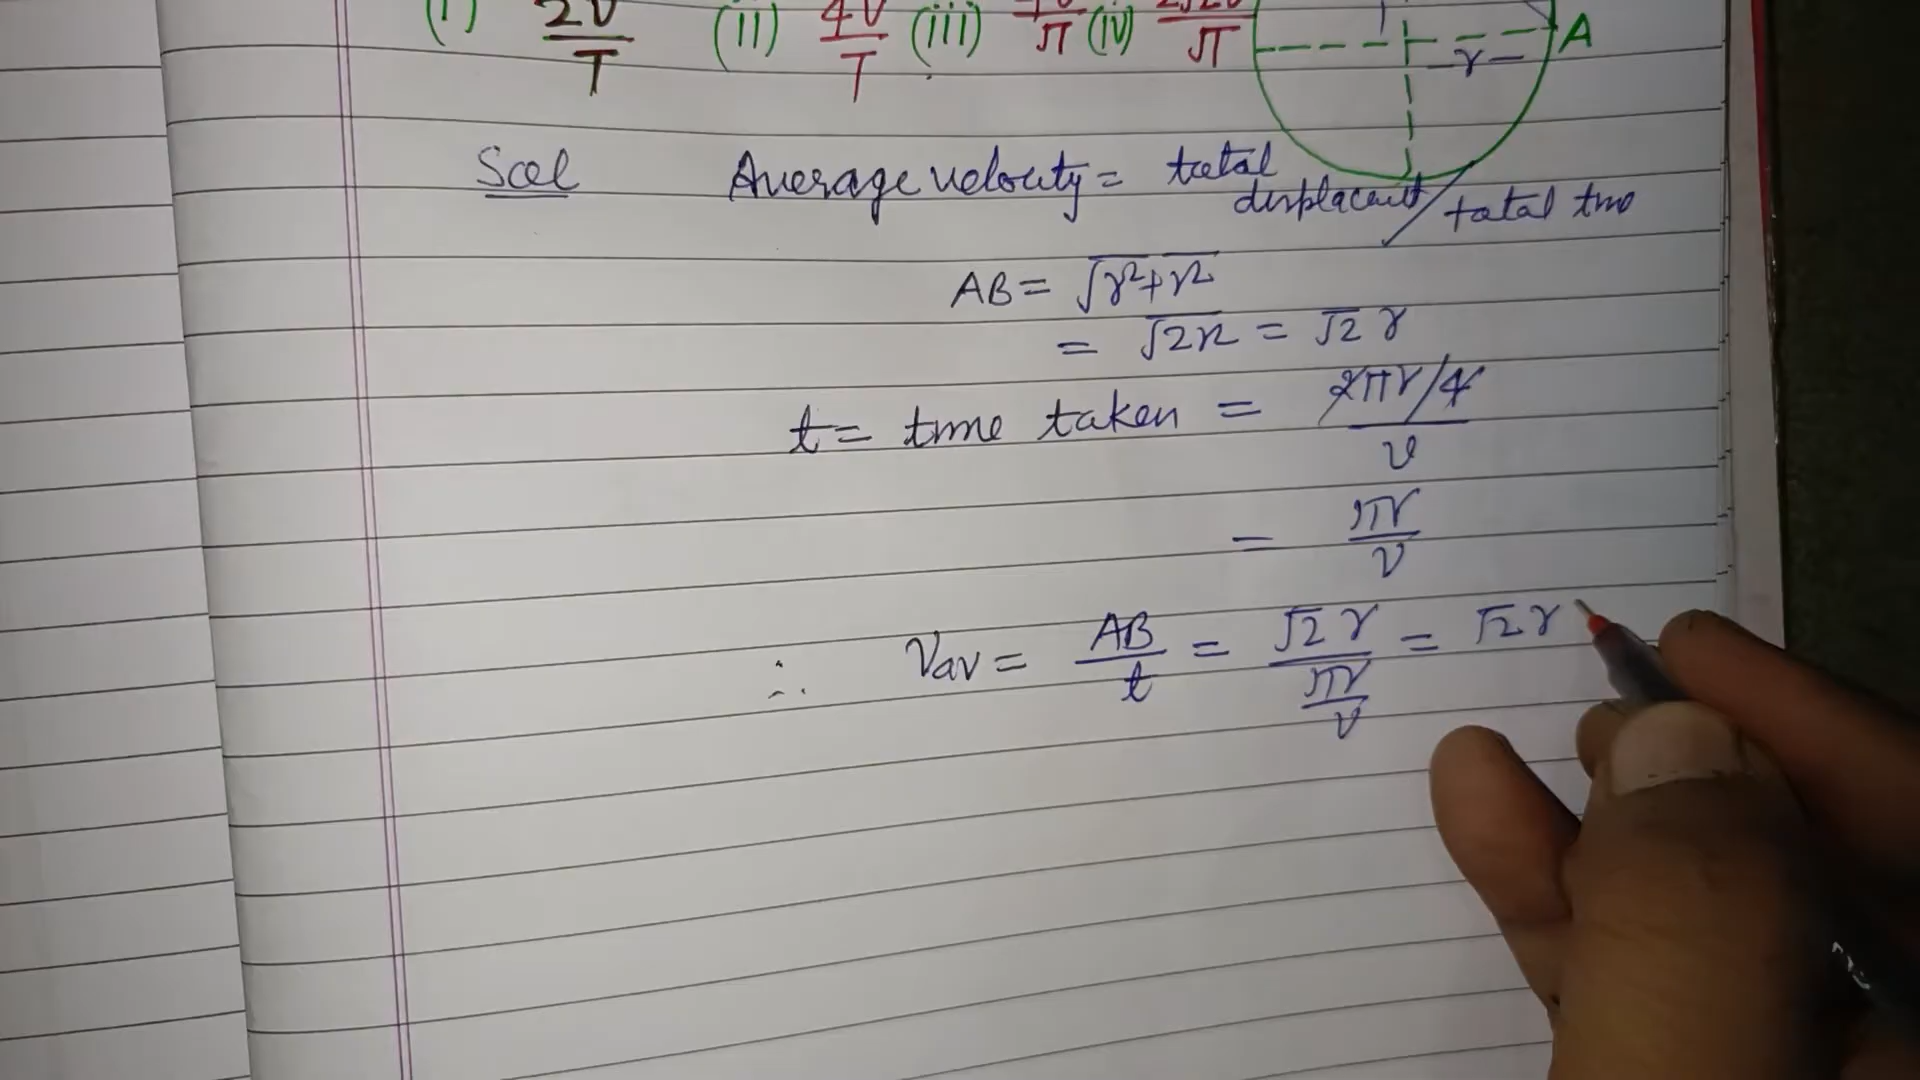 (i) 2v/T (ii) 4v/T (iii) /π (iv) 2√2v/π
A
r
Sol Average velocity = total displacement / total time
AB = √r²+r²
= √2r² = √2 r
t = time taken = 2πr/4 / v
= πr / v
∴ Vav = AB / t = √2 r / πr / v = √2 r